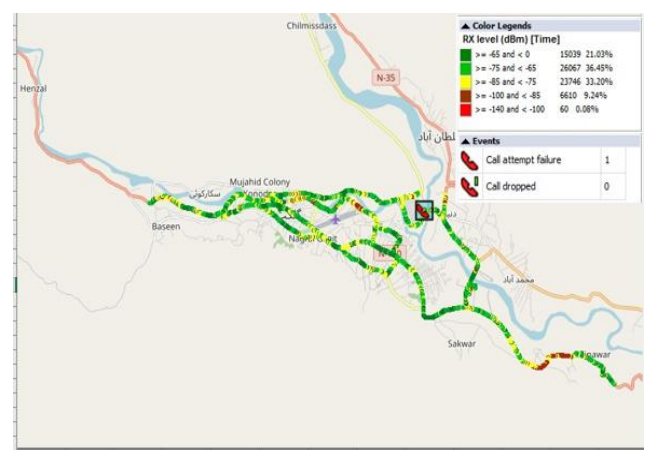 Chilmissdass
Color Legends
RX level (dBm) [Time]
>= -65 and < 0 15039 21.03%
>= -75 and < -65 26067 36.45%
>= -85 and < -75 23746 33.20%
>= -100 and < -85 6610 9.24%
>= -140 and < -100 60 0.08%
N-35
Henzal
Events
Call attempt failure 1
Call dropped 0
Mujahid Colony
سکارکوئی
Baseen
محمد آباد
Sakwar